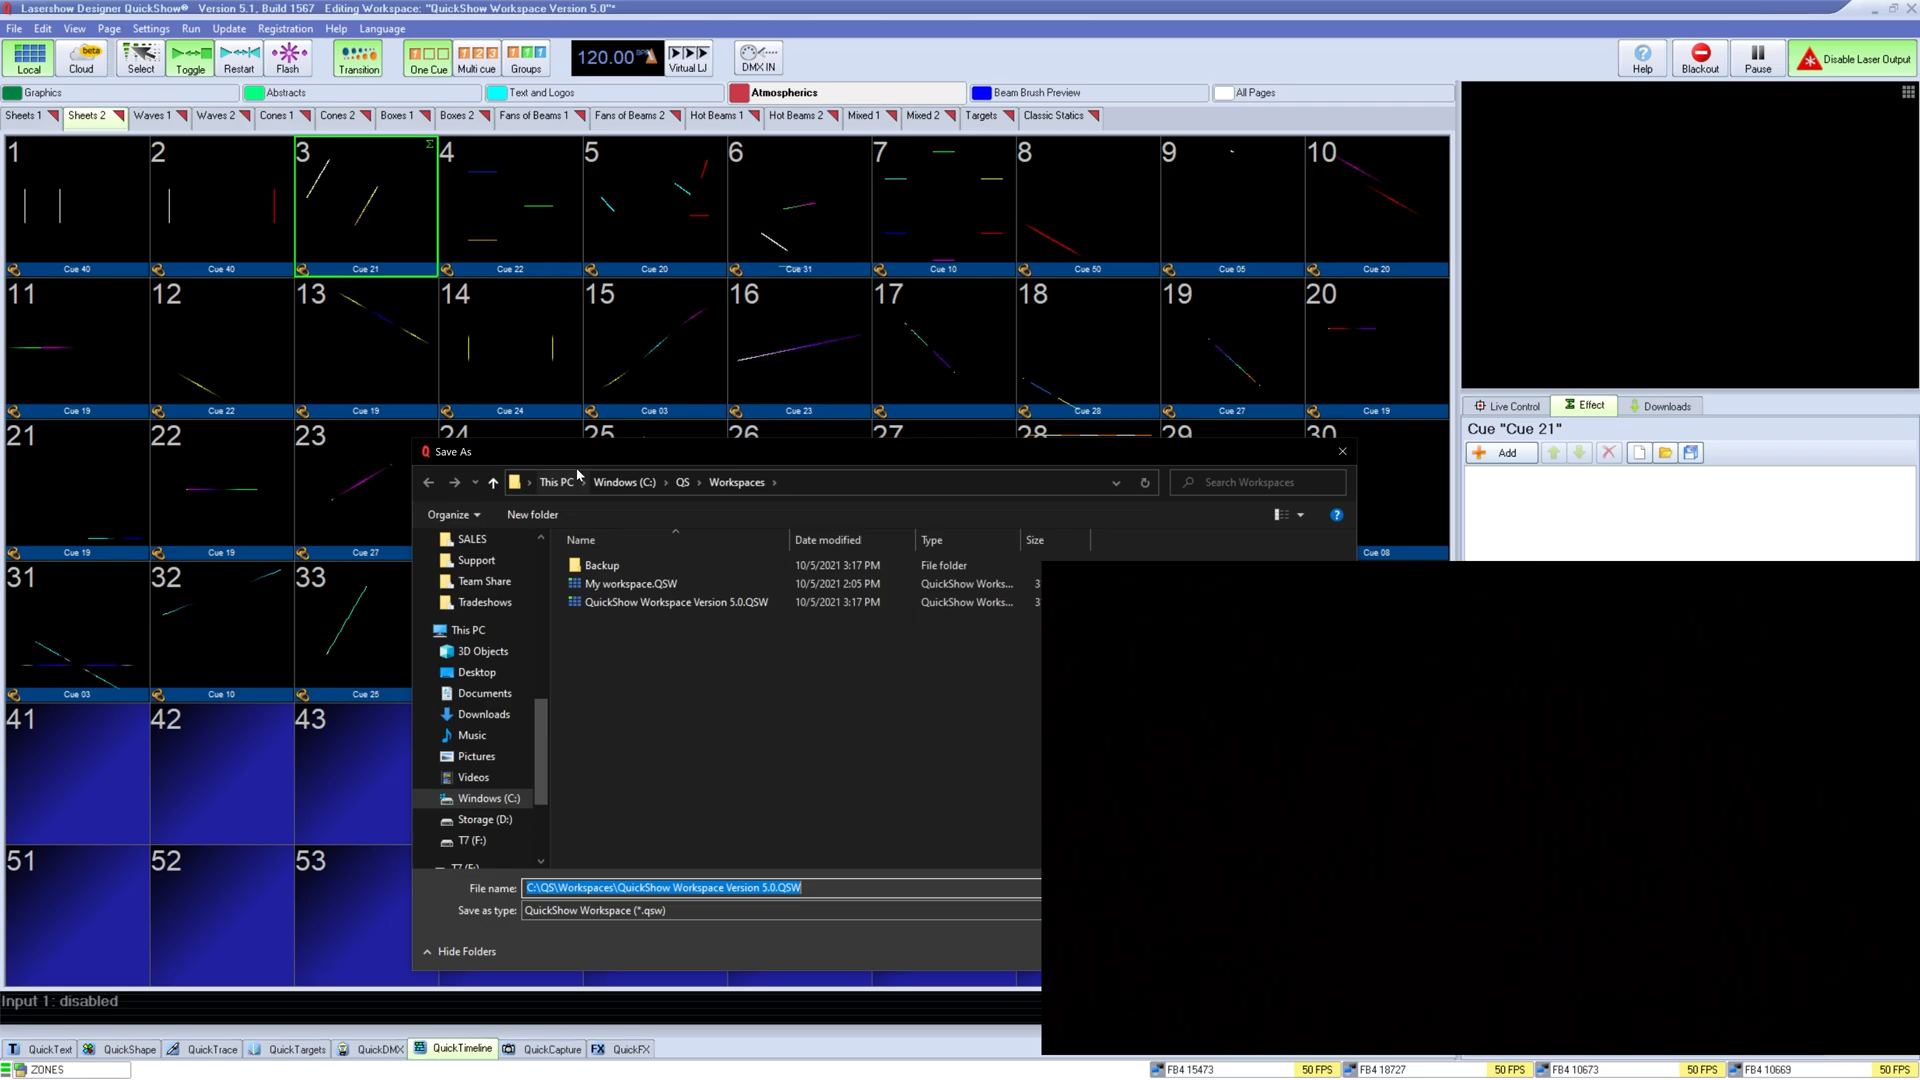 Lasershow Designer QuickShow® Version 5.1, Build 1567 Editing Workspace: "QuickShow Workspace Version 5.0"*
File Edit View Page Settings Run Update Registration Help Language
Local Cloud beta Select Toggle Restart Flash Transition One Cue Multi cue Groups 120.00 BPM Virtual LJ DMX IN Help Blackout Pause Disable Laser Output
Graphics Abstracts Text and Logos Atmospherics Beam Brush Preview All Pages
Sheets 1 Sheets 2 Waves 1 Waves 2 Cones 1 Cones 2 Boxes 1 Boxes 2 Fans of Beams 1 Fans of Beams 2 Hot Beams 1 Hot Beams 2 Mixed 1 Mixed 2 Targets Classic Statics
1 2 3 4 5 6 7 8 9 10
Cue 40 Cue 40 Cue 21 Cue 22 Cue 20 Cue 31 Cue 10 Cue 50 Cue 05 Cue 20
11 12 13 14 15 16 17 18 19 20
Cue 19 Cue 22 Cue 19 Cue 24 Cue 03 Cue 23 Cue 28 Cue 27 Cue 19
Live Control Effect Downloads
Cue "Cue 21"
Add
21 22 23 24 25 26 27 28 29 30
Cue 19 Cue 19 Cue 27 Cue 08
31 32 33
Cue 03 Cue 10 Cue 25
41 42 43
51 52 53
Save As
This PC Windows (C:) QS Workspaces Search Workspaces
Organize New folder
Name Date modified Type Size
Backup 10/5/2021 3:17 PM File folder
My workspace.QSW 10/5/2021 2:05 PM QuickShow Works... 3
QuickShow Workspace Version 5.0.QSW 10/5/2021 3:17 PM QuickShow Works... 3
SALES
Support
Team Share
Tradeshows
This PC
3D Objects
Desktop
Documents
Downloads
Music
Pictures
Videos
Windows (C:)
Storage (D:)
T7 (F:)
File name: C:\QS\Workspaces\QuickShow Workspace Version 5.0.QSW
Save as type: QuickShow Workspace (*.qsw)
Hide Folders
Input 1: disabled
QuickText QuickShape QuickTrace QuickTargets QuickDMX QuickTimeline QuickCapture FX QuickFX
ZONES FB4 15473 50 FPS FB4 18727 50 FPS FB4 10673 50 FPS FB4 10669 50 FPS